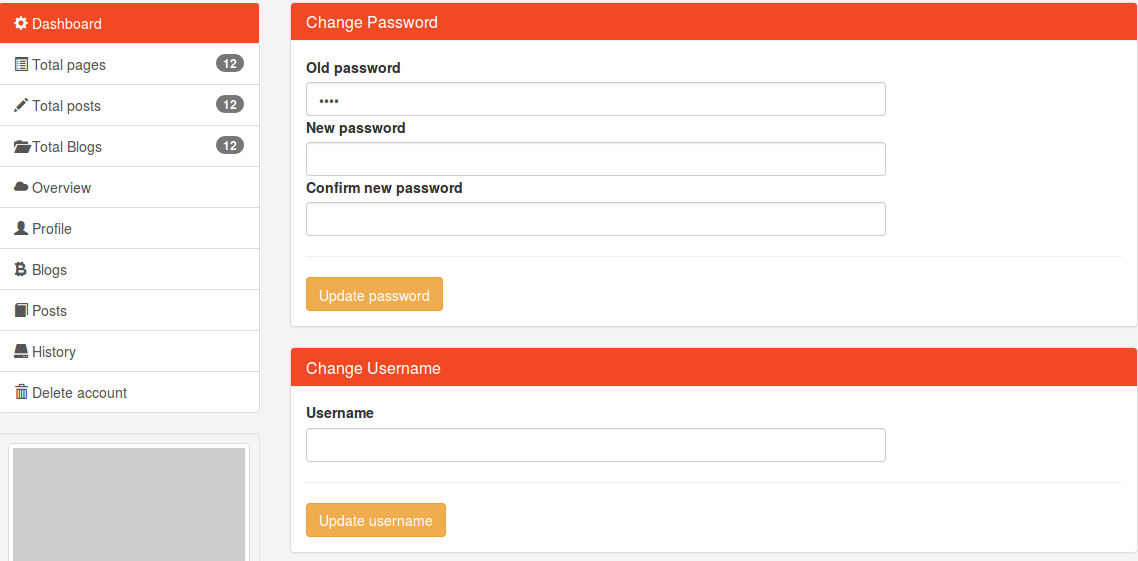 Dashboard
Total pages 12
Total posts 12
Total Blogs 12
Overview
Profile
Blogs
Posts
History
Delete account
Change Password
Old password
••••
New password
Confirm new password
Update password
Change Username
Username
Update username